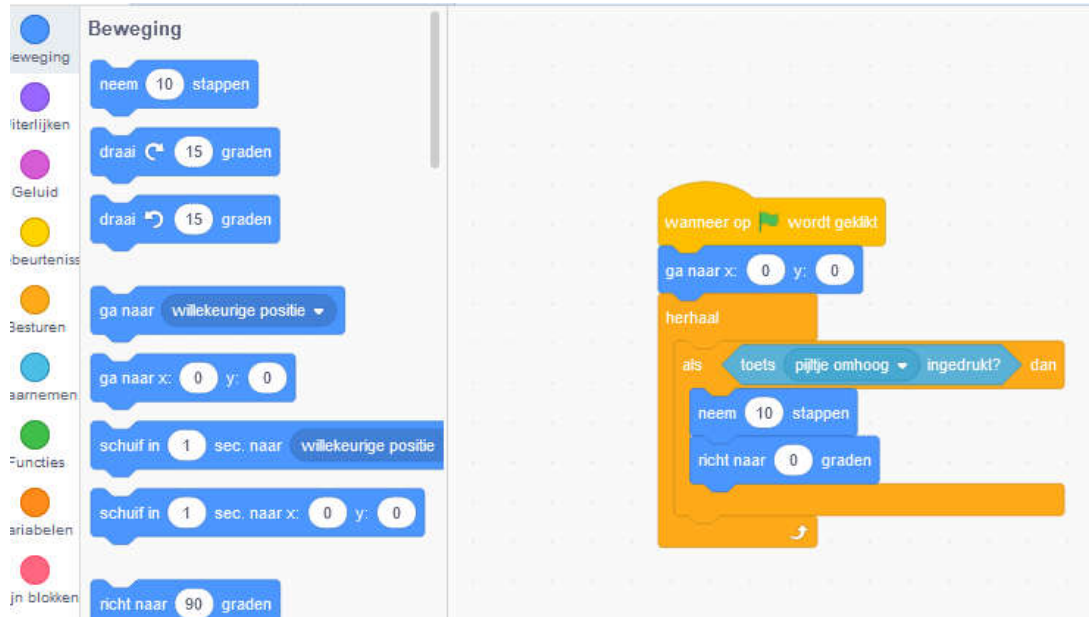 Beweging
eweging
neem 10 stappen
iterlijken
draai 15 graden
Geluid
draai 15 graden
beurteniss
ga naar willekeurige positie
Besturen
ga naar x: 0 y: 0
aarnemen
schuif in 1 sec. naar willekeurige positie
Functies
schuif in 1 sec. naar x: 0 y: 0
ariabelen
jn blokken
richt naar 90 graden
wanneer op wordt geklikt
ga naar x: 0 y: 0
herhaal
als toets pijltje omhoog ingedrukt? dan
neem 10 stappen
richt naar 0 graden